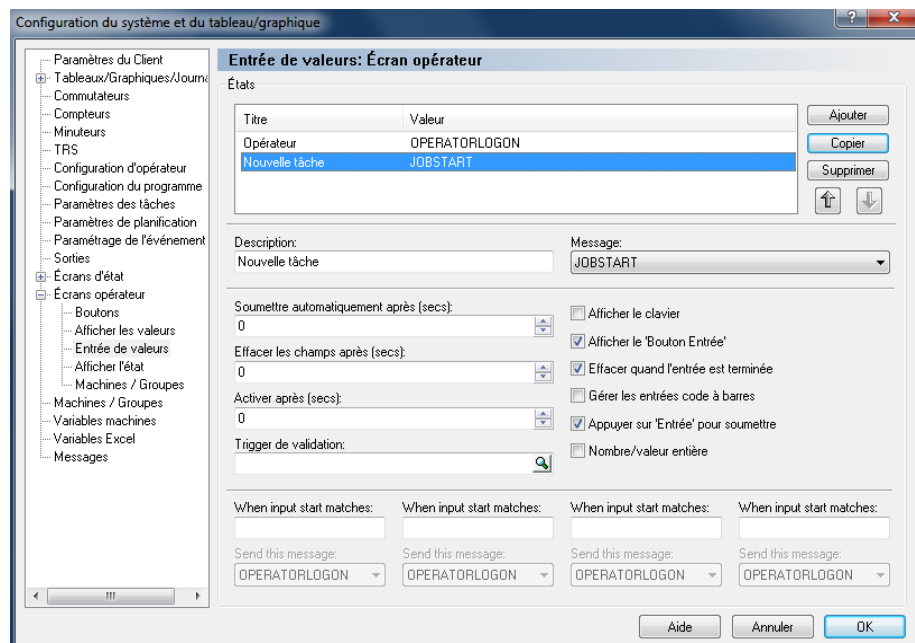 Configuration du système et du tableau/graphique
Paramètres du Client
Tableaux/Graphiques/Journa
Commutateurs
Compteurs
Minuteurs
TRS
Configuration d'opérateur
Configuration du programme
Paramètres des tâches
Paramètres de planification
Paramétrage de l'événement
Sorties
Écrans d'état
Écrans opérateur
Boutons
Afficher les valeurs
Entrée de valeurs
Afficher l'état
Machines / Groupes
Machines / Groupes
Variables machines
Variables Excel
Messages
Entrée de valeurs: Écran opérateur
États
Titre Valeur
Opérateur OPERATORLOGON
Nouvelle tâche JOBSTART
Ajouter
Copier
Supprimer
Description: Message:
Nouvelle tâche JOBSTART
Soumettre automatiquement après (secs):
0
Effacer les champs après (secs):
0
Activer après (secs):
0
Trigger de validation:
Afficher le clavier
Afficher le 'Bouton Entrée'
Effacer quand l'entrée est terminée
Gérer les entrées code à barres
Appuyer sur 'Entrée' pour soumettre
Nombre/valeur entière
When input start matches: When input start matches: When input start matches: When input start matches:
Send this message: Send this message: Send this message: Send this message:
OPERATORLOGON OPERATORLOGON OPERATORLOGON OPERATORLOGON
Aide Annuler OK